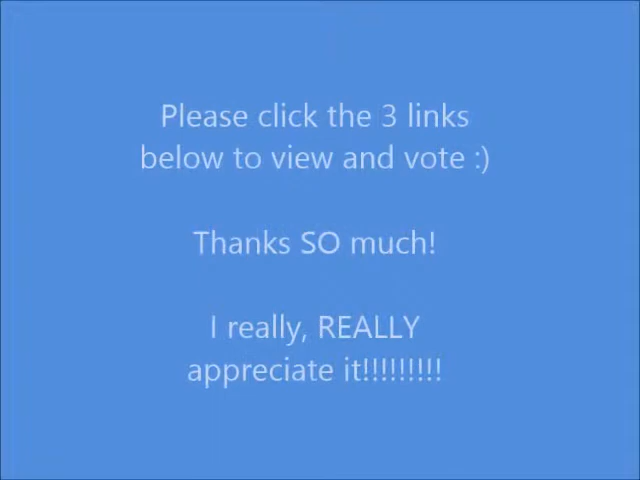 Please click the 3 links
below to view and vote :)
Thanks SO much!
I really, REALLY
appreciate it!!!!!!!!!